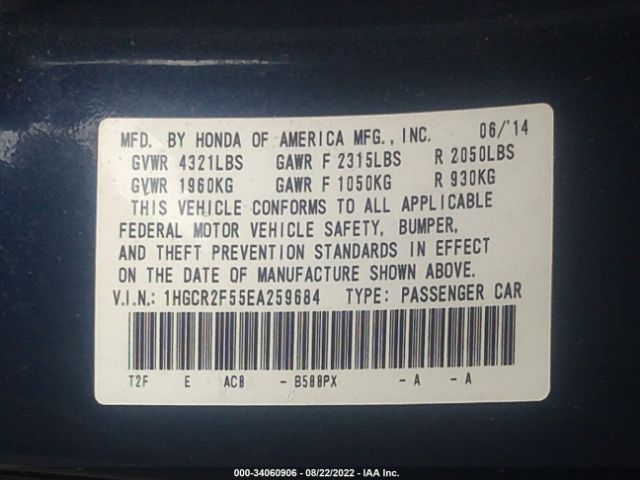 MFD. BY HONDA OF AMERICA MFG., INC. 06/'14
GVWR 4321LBS GAWR F 2315LBS R 2050LBS
GVWR 1960KG GAWR F 1050KG R 930KG
THIS VEHICLE CONFORMS TO ALL APPLICABLE
FEDERAL MOTOR VEHICLE SAFETY, BUMPER,
AND THEFT PREVENTION STANDARDS IN EFFECT
ON THE DATE OF MANUFACTURE SHOWN ABOVE.
V.I.N.: 1HGCR2F55EA259684 TYPE: PASSENGER CAR
T2F E AC0 - B588PX - A - A
000-34060906 - 08/22/2022 - IAA Inc.